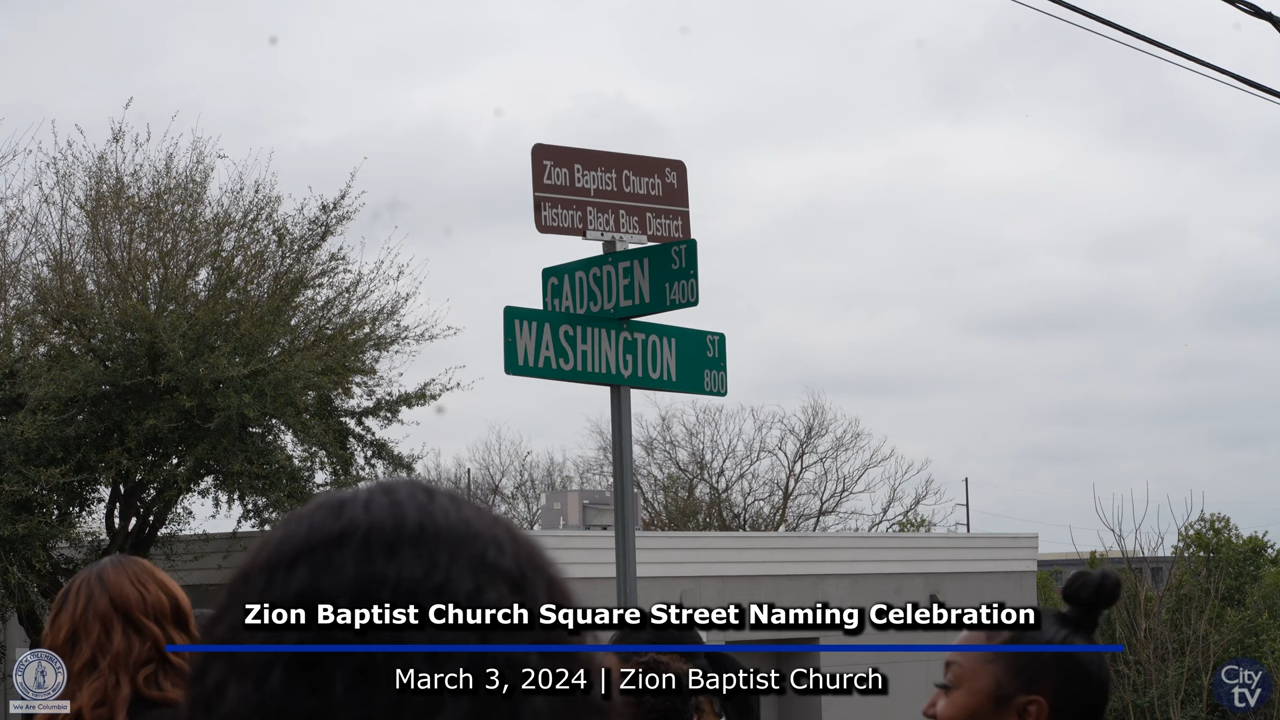 Zion Baptist Church Sq
Historic Black Bus. District
GADSDEN ST
1400
WASHINGTON ST
800
Zion Baptist Church Square Street Naming Celebration
March 3, 2024 | Zion Baptist Church
We Are Columbia
City
tv